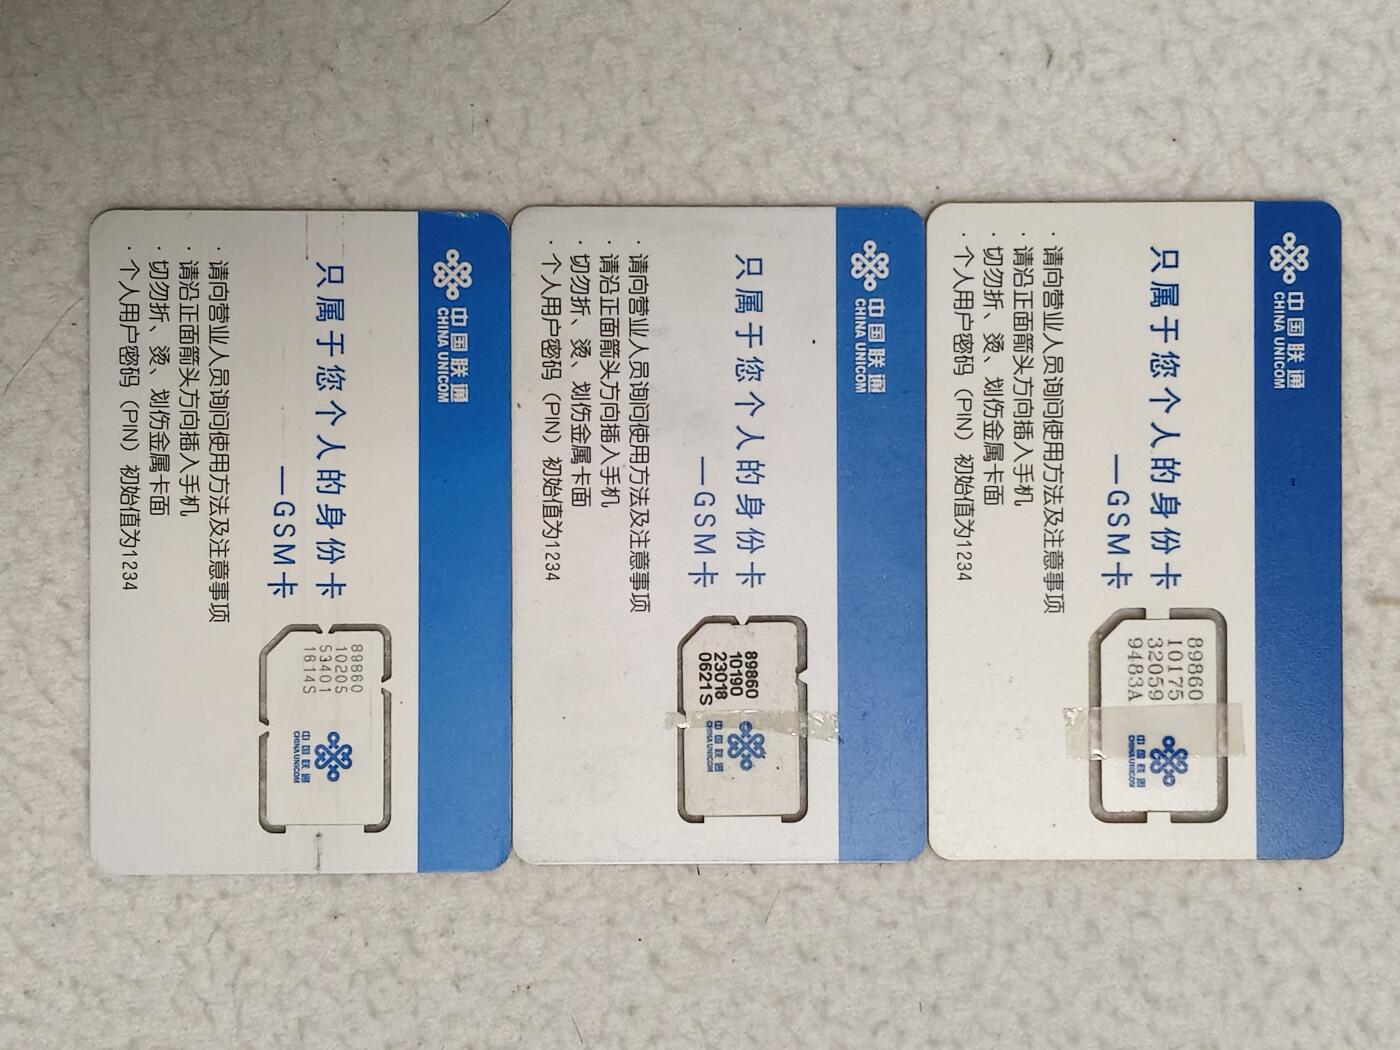 中国联通
CHINA UNICOM
只属于您个人的身份卡
—GSM卡
· 请向营业人员询问使用方法及注意事项
· 请沿正面箭头方向插入手机
· 切勿折、烫、划伤金属卡面
· 个人用户密码（PIN）初始值为1234
89860
10205
53401
1614S
中国联通
CHINA UNICOM
中国联通
CHINA UNICOM
只属于您个人的身份卡
—GSM卡
· 请向营业人员询问使用方法及注意事项
· 请沿正面箭头方向插入手机
· 切勿折、烫、划伤金属卡面
· 个人用户密码（PIN）初始值为1234
89860
10190
23018
0621S
中国联通
CHINA UNICOM
中国联通
CHINA UNICOM
只属于您个人的身份卡
—GSM卡
· 请向营业人员询问使用方法及注意事项
· 请沿正面箭头方向插入手机
· 切勿折、烫、划伤金属卡面
· 个人用户密码（PIN）初始值为1234
89860
10175
32059
9483A
中国联通
CHINA UNICOM